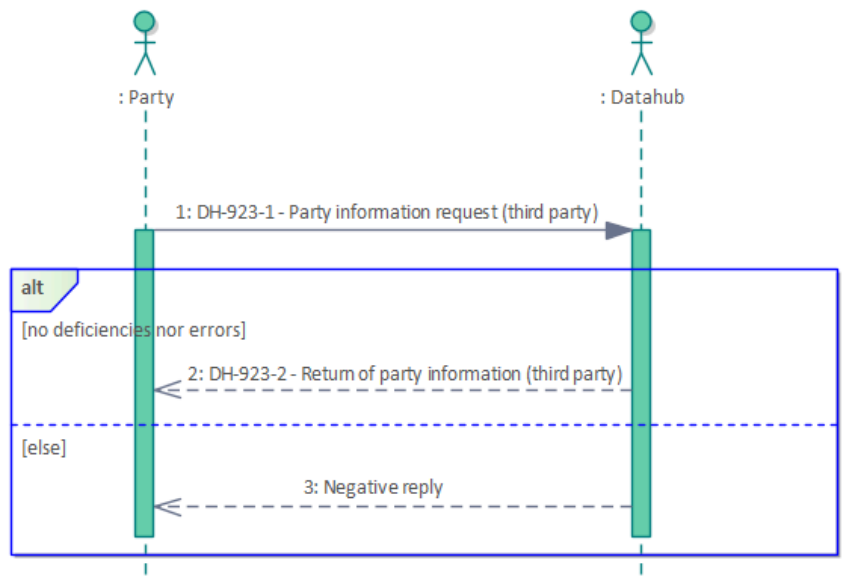 : Party
: Datahub
1: DH-923-1 - Party information request (third party)
alt
[no deficiencies nor errors]
2: DH-923-2 - Return of party information (third party)
[else]
3: Negative reply